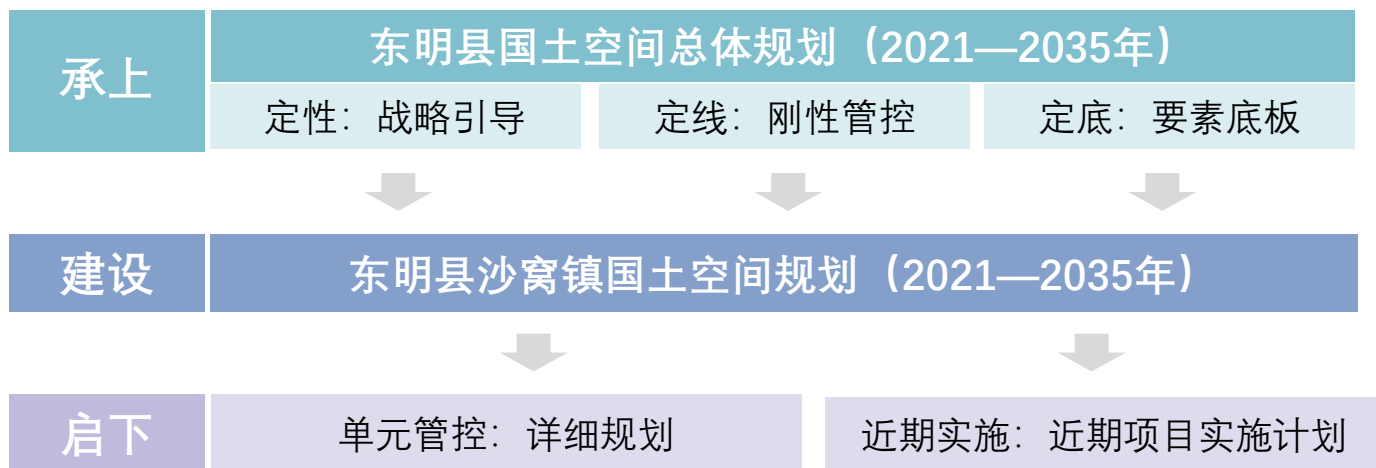 承上
东明县国土空间总体规划（2021—2035年）
定性：战略引导
定线：刚性管控
定底：要素底板
建设
东明县沙窝镇国土空间规划（2021—2035年）
启下
单元管控：详细规划
近期实施：近期项目实施计划